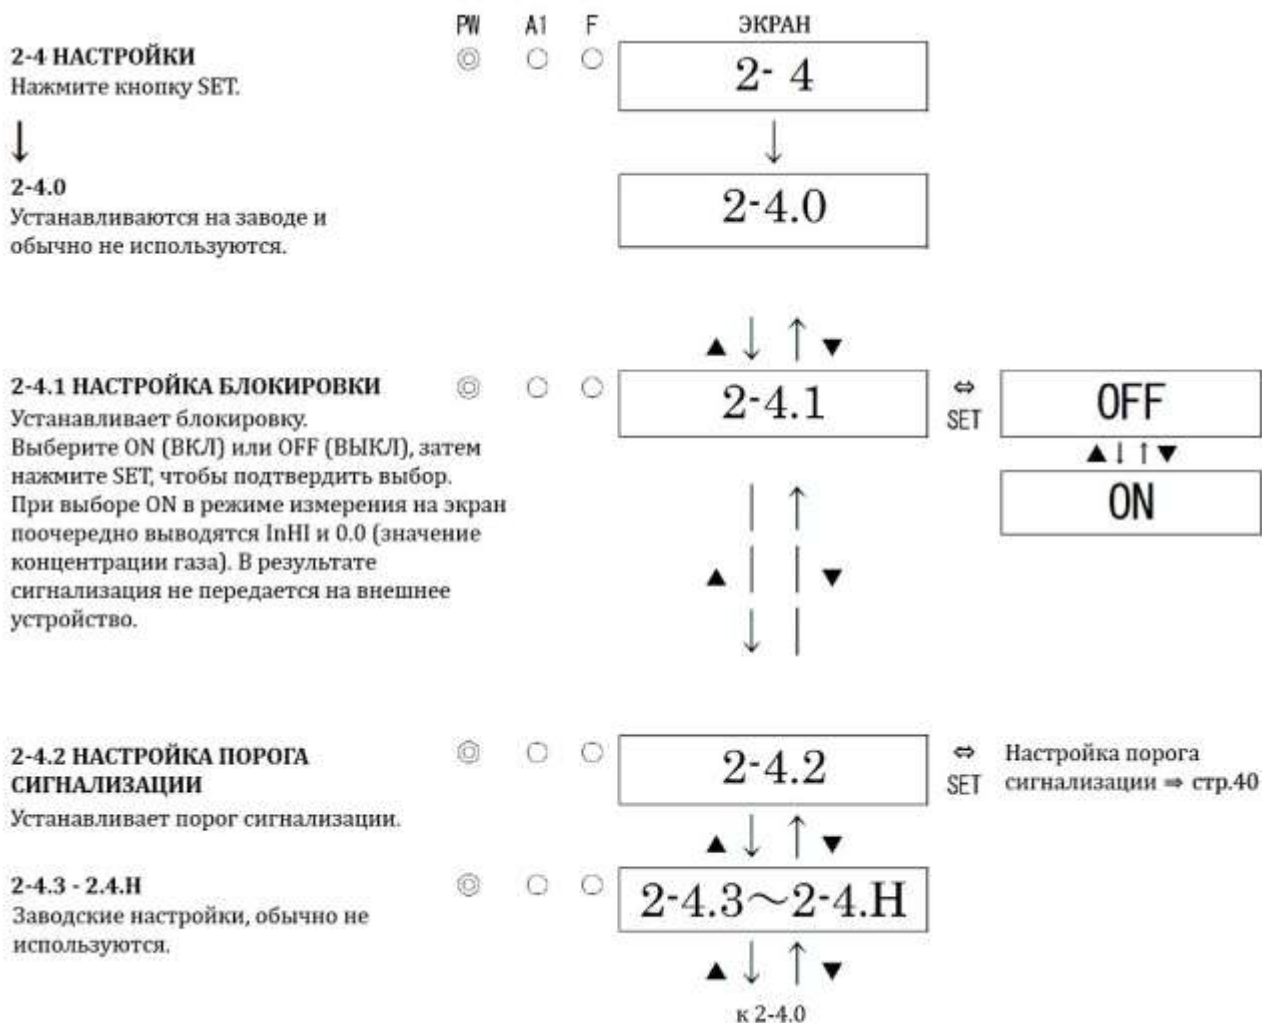 PW A1 F ЭКРАН
2-4 НАСТРОЙКИ
Нажмите кнопку SET.
2- 4
↓
↓
2-4.0
Устанавливаются на заводе и
обычно не используются.
2-4.0
▲ ↓ ↑ ▼
2-4.1 НАСТРОЙКА БЛОКИРОВКИ
Устанавливает блокировку.
Выберите ON (ВКЛ) или OFF (ВЫКЛ), затем
нажмите SET, чтобы подтвердить выбор.
При выборе ON в режиме измерения на экран
поочередно выводятся InHI и 0.0 (значение
концентрации газа). В результате
сигнализация не передается на внешнее
устройство.
2-4.1
⇔
SET
OFF
▲ ↓ ↑ ▼
ON
▲ ↓ ↑ ▼
2-4.2 НАСТРОЙКА ПОРОГА
СИГНАЛИЗАЦИИ
Устанавливает порог сигнализации.
2-4.2
⇔
SET
Настройка порога
сигнализации ⇒ стр.40
▲ ↓ ↑ ▼
2-4.3 - 2.4.H
Заводские настройки, обычно не
используются.
2-4.3～2-4.H
▲ ↓ ↑ ▼
к 2-4.0